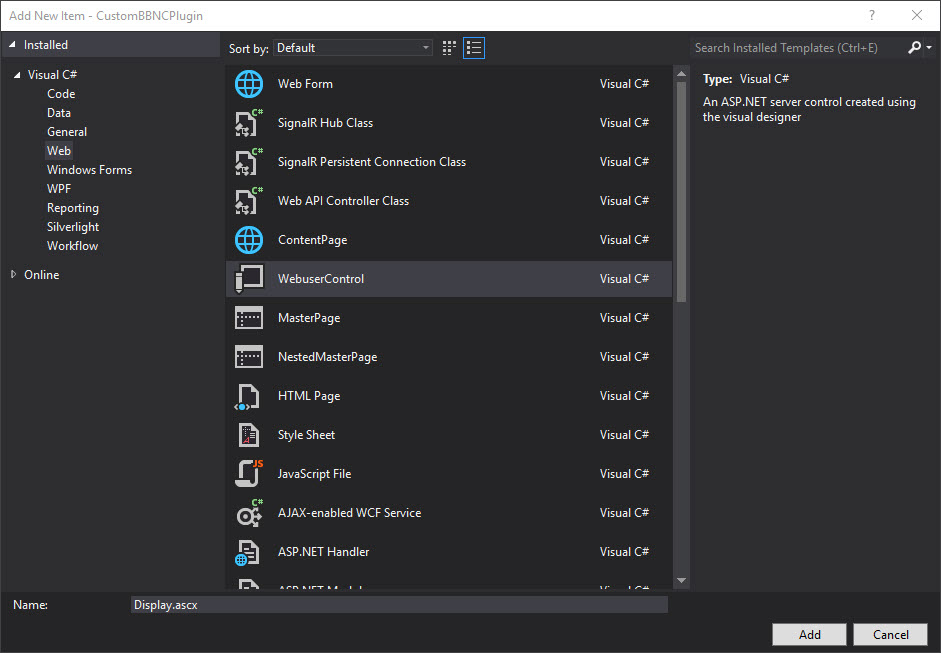 Add New Item - CustomBBNCPlugin
?
Installed
Visual C#
Code
Data
General
Web
Windows Forms
WPF
Reporting
Silverlight
Workflow
Online
Sort by: Default
Web Form Visual C#
C#
SignalR Hub Class Visual C#
C#
SignalR Persistent Connection Class Visual C#
C#
Web API Controller Class Visual C#
ContentPage Visual C#
WebuserControl Visual C#
MasterPage Visual C#
NestedMasterPage Visual C#
HTML Page Visual C#
Style Sheet Visual C#
JS
JavaScript File Visual C#
C#
AJAX-enabled WCF Service Visual C#
ASP.NET Handler Visual C#
Search Installed Templates (Ctrl+E)
Type: Visual C#
An ASP.NET server control created using
the visual designer
Name: Display.ascx
Add Cancel